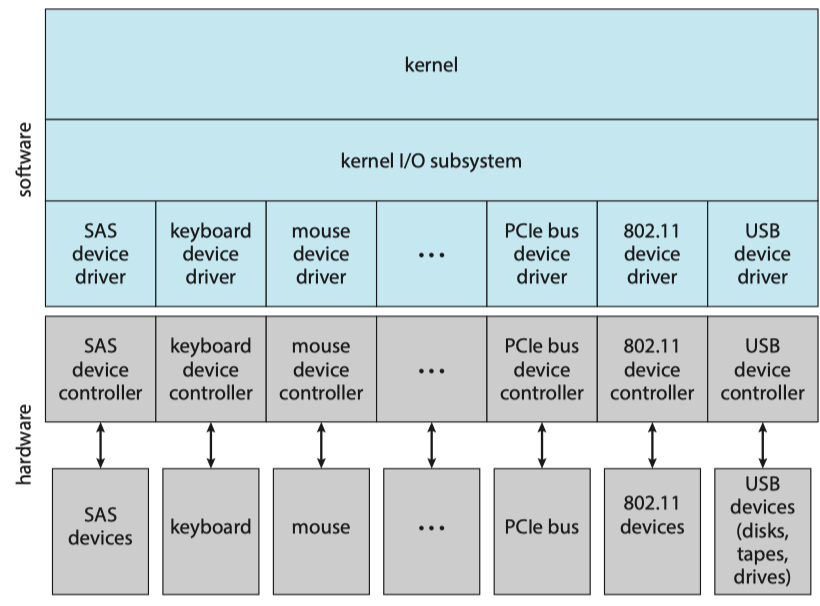 software
kernel
kernel I/O subsystem
SAS
device
driver
keyboard
device
driver
mouse
device
driver
...
PCIe bus
device
driver
802.11
device
driver
USB
device
driver
hardware
SAS
device
controller
keyboard
device
controller
mouse
device
controller
...
PCIe bus
device
controller
802.11
device
controller
USB
device
controller
SAS
devices
keyboard
mouse
...
PCIe bus
802.11
devices
USB
devices
(disks,
tapes,
drives)